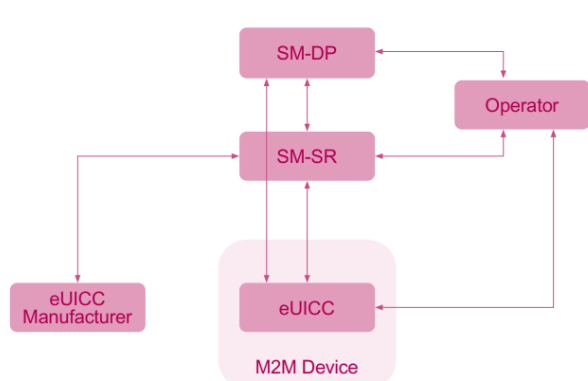 SM-DP
Operator
SM-SR
eUICC
Manufacturer
eUICC
M2M Device